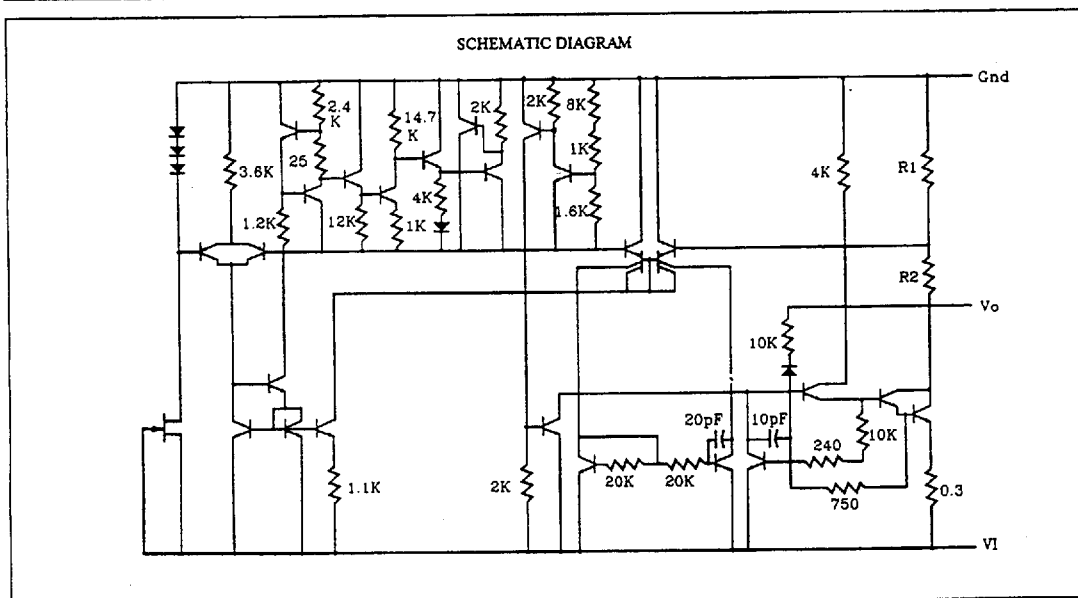 SCHEMATIC DIAGRAM
Gnd
2.4
K
14.7
K
2K
2K
8K
1K
3.6K
25
4K
R1
1.2K
12K
1K
4K
1.6K
R2
Vo
10K
20pF
10pF
10K
240
1.1K
2K
20K
20K
750
0.3
VI